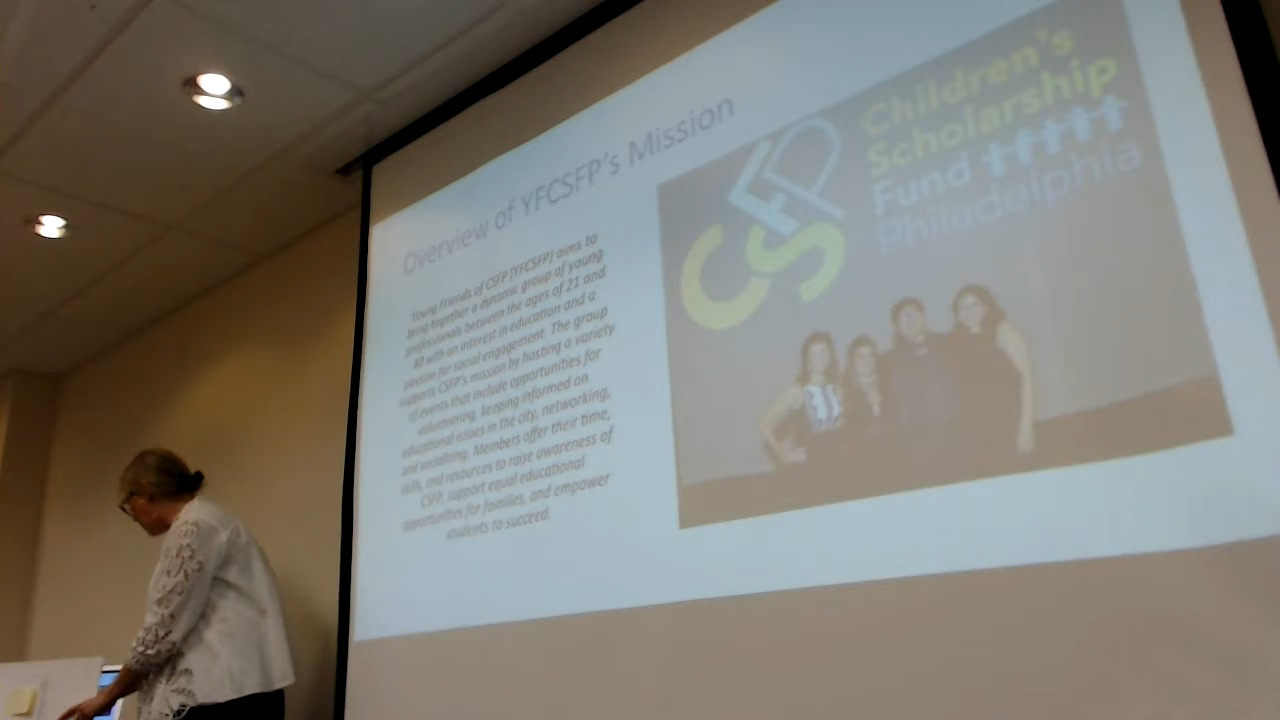 Overview of YFCSFP's Mission
Young Friends of CSFP (YFCSFP) aims to
bring together a dynamic group of young
professionals between the ages of 21 and
40 with an interest in education and a
passion for social engagement. The group
supports CSFP's mission by hosting a variety
of events that include opportunities for
volunteering, keeping informed on
educational issues in the city, networking,
and socializing. Members offer their time,
skills, and resources to raise awareness of
CSFP, support equal educational
opportunities for families, and empower
students to succeed.
CSFP
Children's
Scholarship
Fund
Philadelphia